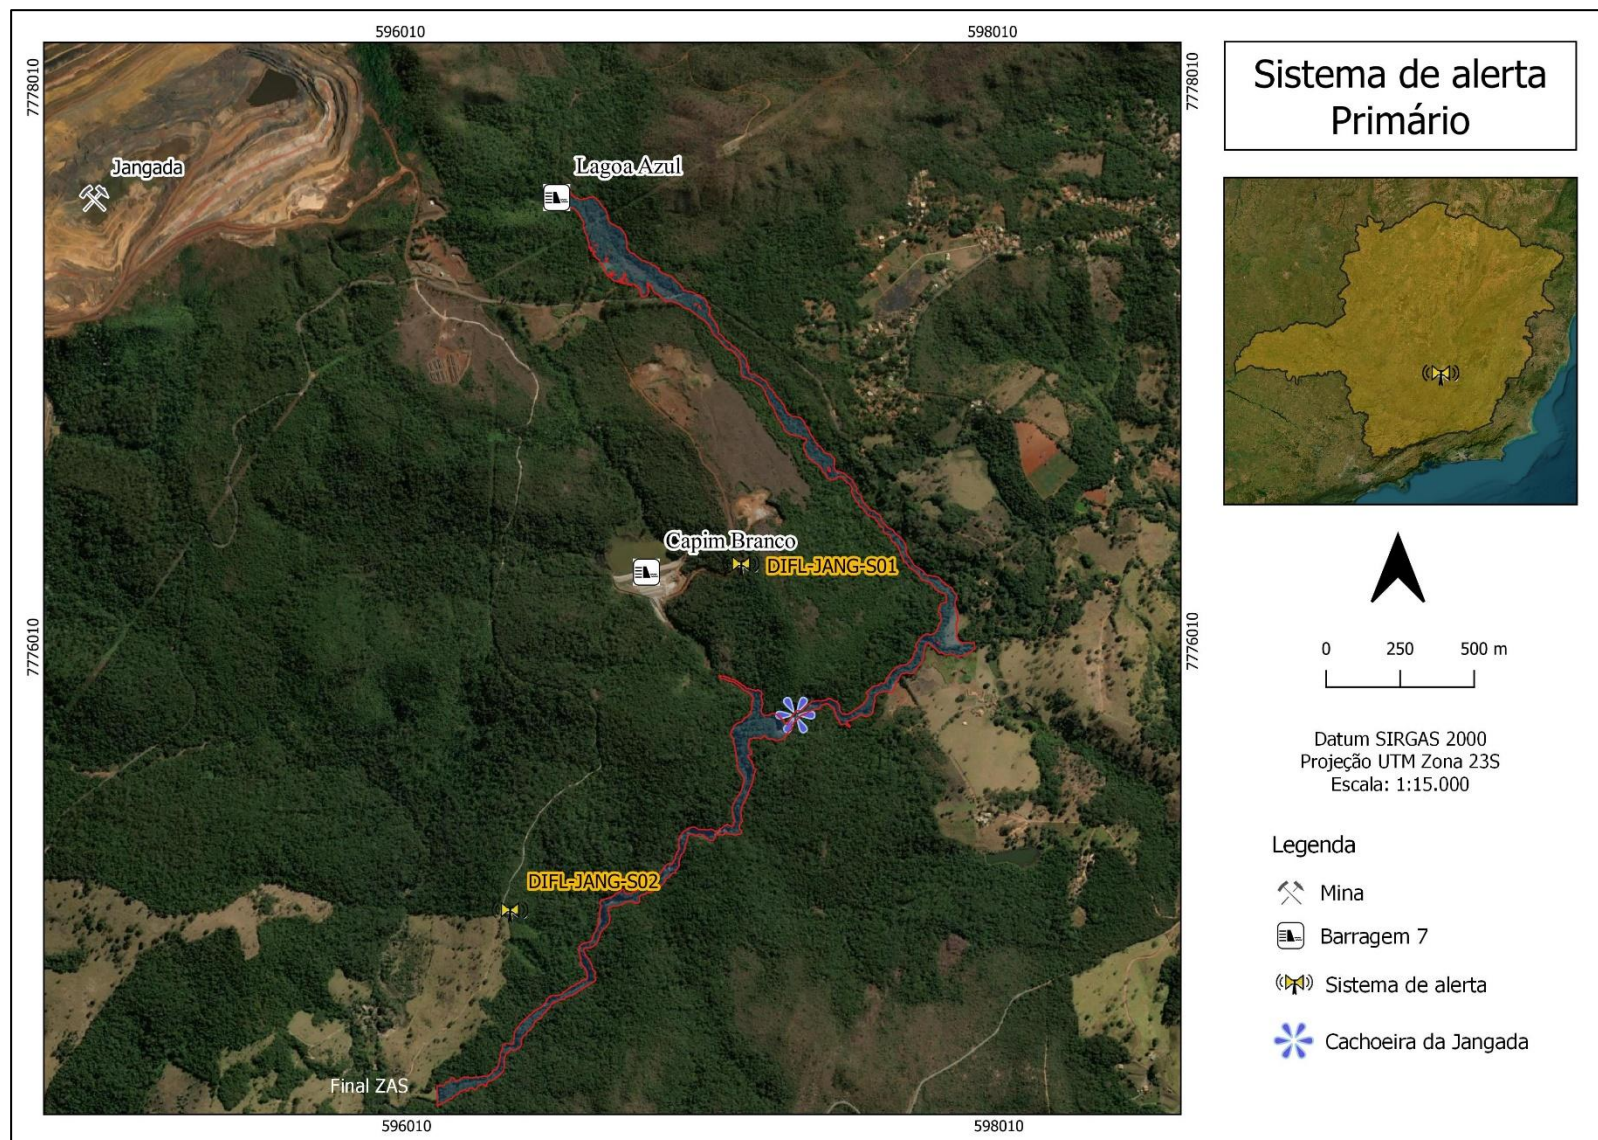 596010
598010
7778010
7778010
Sistema de alerta
Primário
Jangada
Lagoa Azul
Capim Branco
DIFL-JANG-S01
7776010
7776010
0 250 500 m
Datum SIRGAS 2000
Projeção UTM Zona 23S
Escala: 1:15.000
Legenda
Mina
Barragem 7
Sistema de alerta
Cachoeira da Jangada
DIFL-JANG-S02
Final ZAS
596010
598010